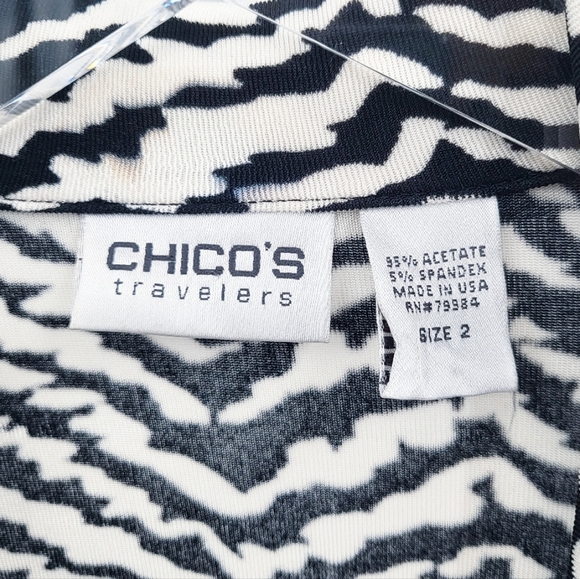 CHICO'S
travelers
95% ACETATE
5% SPANDEX
MADE IN USA
RN#79984
SIZE 2